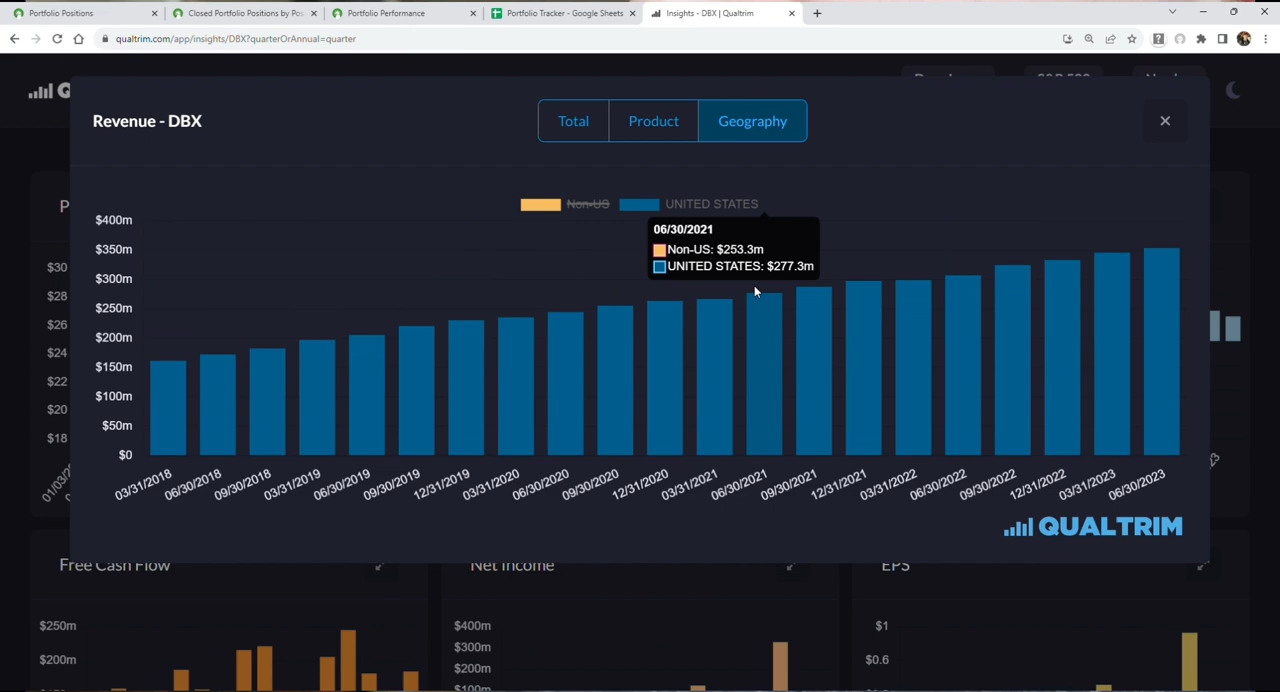 Portfolio Positions
Closed Portfolio Positions by Pos
Portfolio Performance
Portfolio Tracker - Google Sheets
Insights - DBX | Qualtrim
qualtrim.com/app/insights/DBX?quarterOrAnnual=quarter
Revenue - DBX
Total
Product
Geography
Non-US
UNITED STATES
06/30/2021
Non-US: $253.3m
UNITED STATES: $277.3m
$400m
$350m
$300m
$250m
$200m
$150m
$100m
$50m
$0
03/31/2018
06/30/2018
09/30/2018
03/31/2019
06/30/2019
09/30/2019
12/31/2019
03/31/2020
06/30/2020
09/30/2020
12/31/2020
03/31/2021
06/30/2021
09/30/2021
12/31/2021
03/31/2022
06/30/2022
09/30/2022
12/31/2022
03/31/2023
06/30/2023
QUALTRIM
P
$30
$28
$26
$24
$22
$20
$18
Free Cash Flow
Net Income
EPS
$250m
$200m
$400m
$300m
$200m
$100m
$1
$0.6